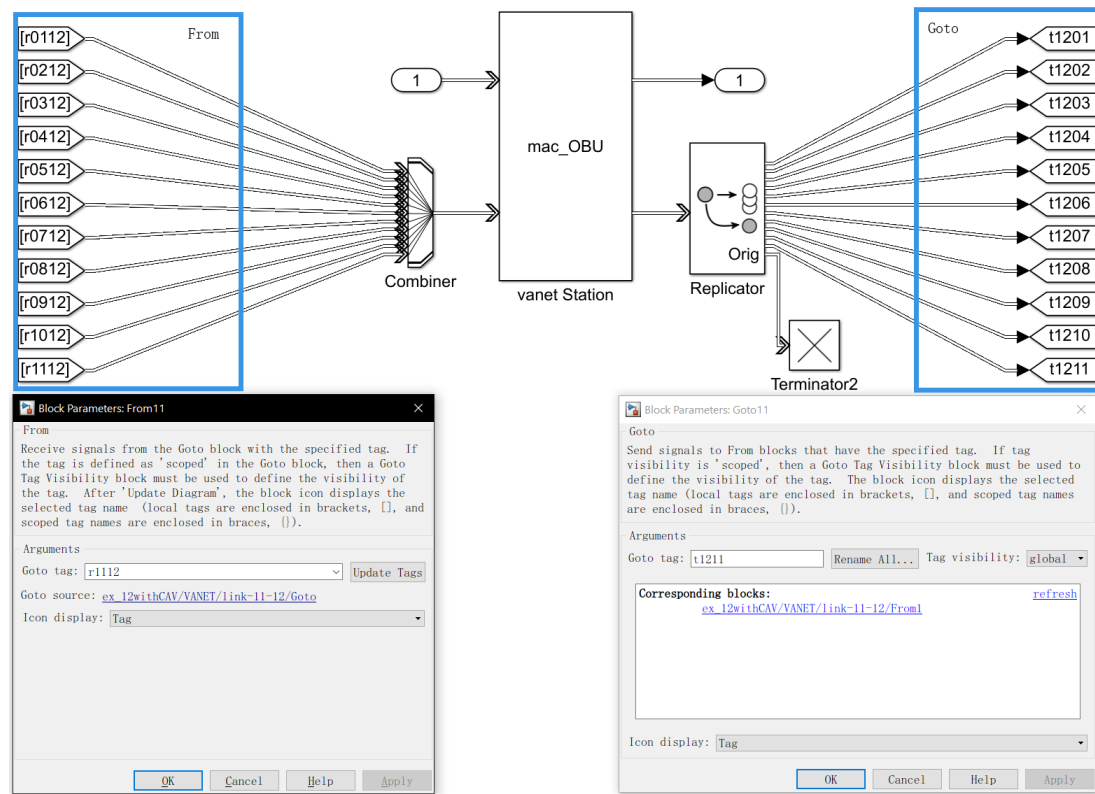 From
[r0112]
[r0212]
[r0312]
[r0412]
[r0512]
[r0612]
[r0712]
[r0812]
[r0912]
[r1012]
[r1112]
Combiner
1
mac_OBU
vanet Station
1
Orig
Replicator
Terminator2
Goto
t1201
t1202
t1203
t1204
t1205
t1206
t1207
t1208
t1209
t1210
t1211
Block Parameters: From11
From
Receive signals from the Goto block with the specified tag.  If
the tag is defined as 'scoped' in the Goto block, then a Goto
Tag Visibility block must be used to define the visibility of
the tag.  After 'Update Diagram', the block icon displays the
selected tag name  (local tags are enclosed in brackets, [], and
scoped tag names are enclosed in braces, {}).
Arguments
Goto tag: r1112 Update Tags
Goto source: ex_12withCAV/VANET/link-11-12/Goto
Icon display: Tag
OK Cancel Help Apply
Block Parameters: Goto11
Goto
Send signals to From blocks that have the specified tag.  If tag
visibility is 'scoped', then a Goto Tag Visibility block must be used to
define the visibility of the tag.  The block icon displays the selected
tag name (local tags are enclosed in brackets, [], and scoped tag names
are enclosed in braces, {}).
Arguments
Goto tag: t1211 Rename All... Tag visibility: global
Corresponding blocks: refresh
ex_12withCAV/VANET/link-11-12/From1
Icon display: Tag
OK Cancel Help Apply